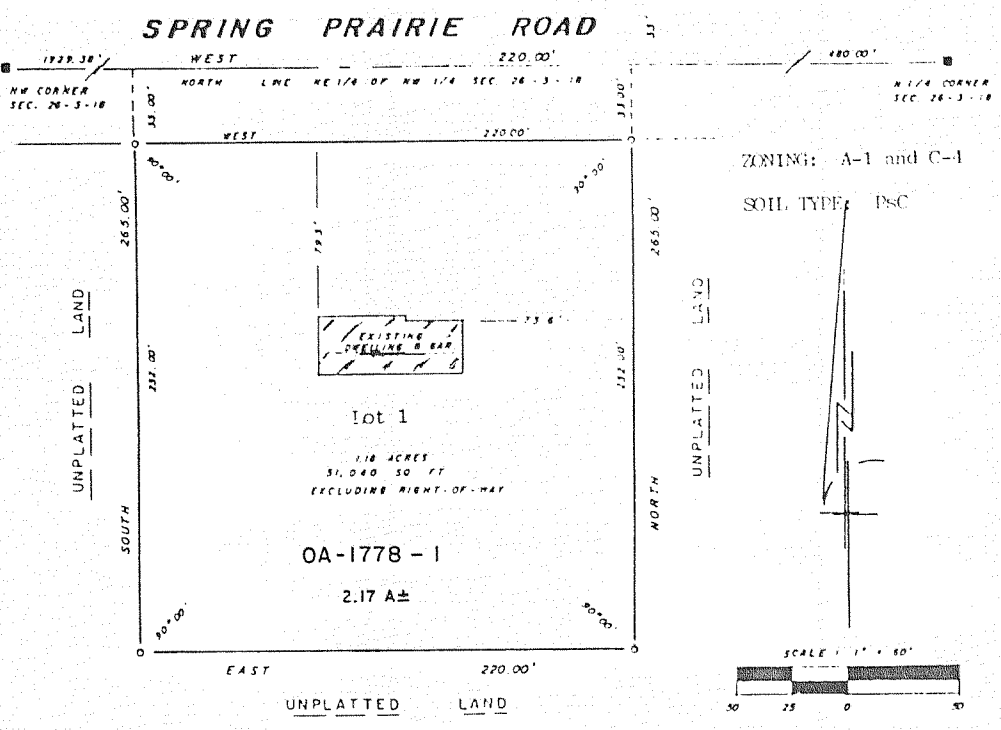 SPRING PRAIRIE ROAD
33'
1929.38'
WEST
220.00'
480.00'
NORTH LINE NE 1/4 OF NW 1/4 SEC. 26-3-18
NW CORNER
SEC. 26-3-18
N 1/4 CORNER
SEC. 26-3-18
33.00'
33.00'
WEST
220.00'
90°00'
90°00'
ZONING: A-1 and C-4
SOIL TYPE: PsC
265.00'
79.5'
265.00'
UNPLATTED LAND
UNPLATTED LAND
EXISTING
DWELLING & GAR
73.6'
232.00'
232.00'
Lot 1
1.18 ACRES
51,040 SQ FT
EXCLUDING RIGHT-OF-WAY
SOUTH
NORTH
N
OA-1778-1
2.17 A±
90°00'
90°00'
EAST
220.00'
UNPLATTED LAND
SCALE : 1" = 50'
50 25 0 50